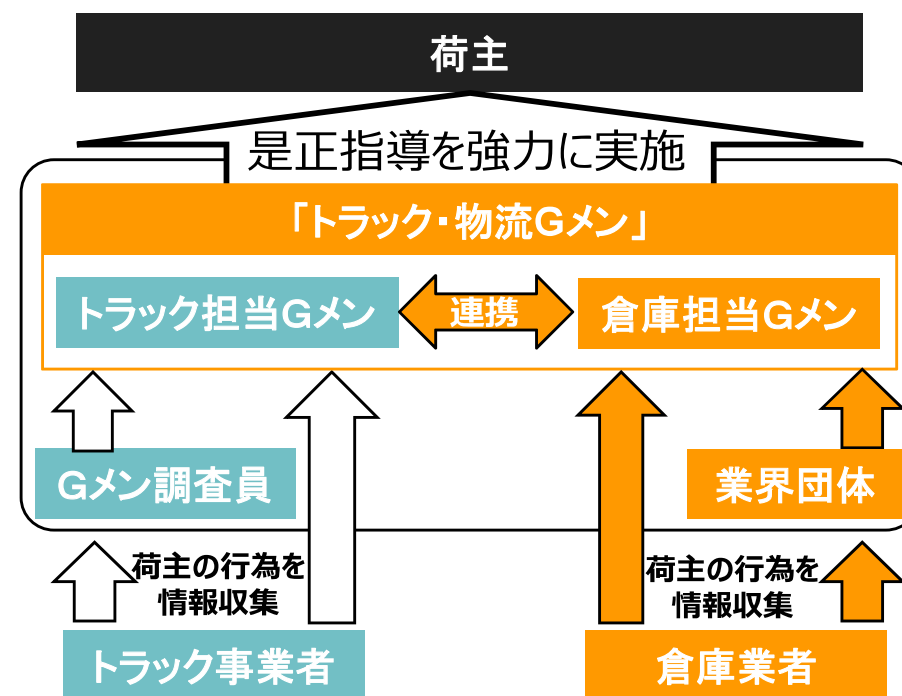 荷主
是正指導を強力に実施
「トラック・物流Gメン」
トラック担当Gメン
連携
倉庫担当Gメン
Gメン調査員
業界団体
荷主の行為を
情報収集
荷主の行為を
情報収集
トラック事業者
倉庫業者